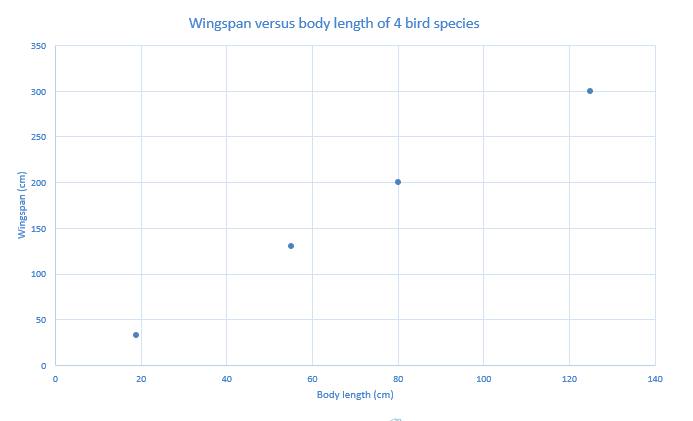 Wingspan versus body length of 4 bird species
350
300
250
200
150
100
50
0
Wingspan (cm)
0 20 40 60 80 100 120 140
Body length (cm)